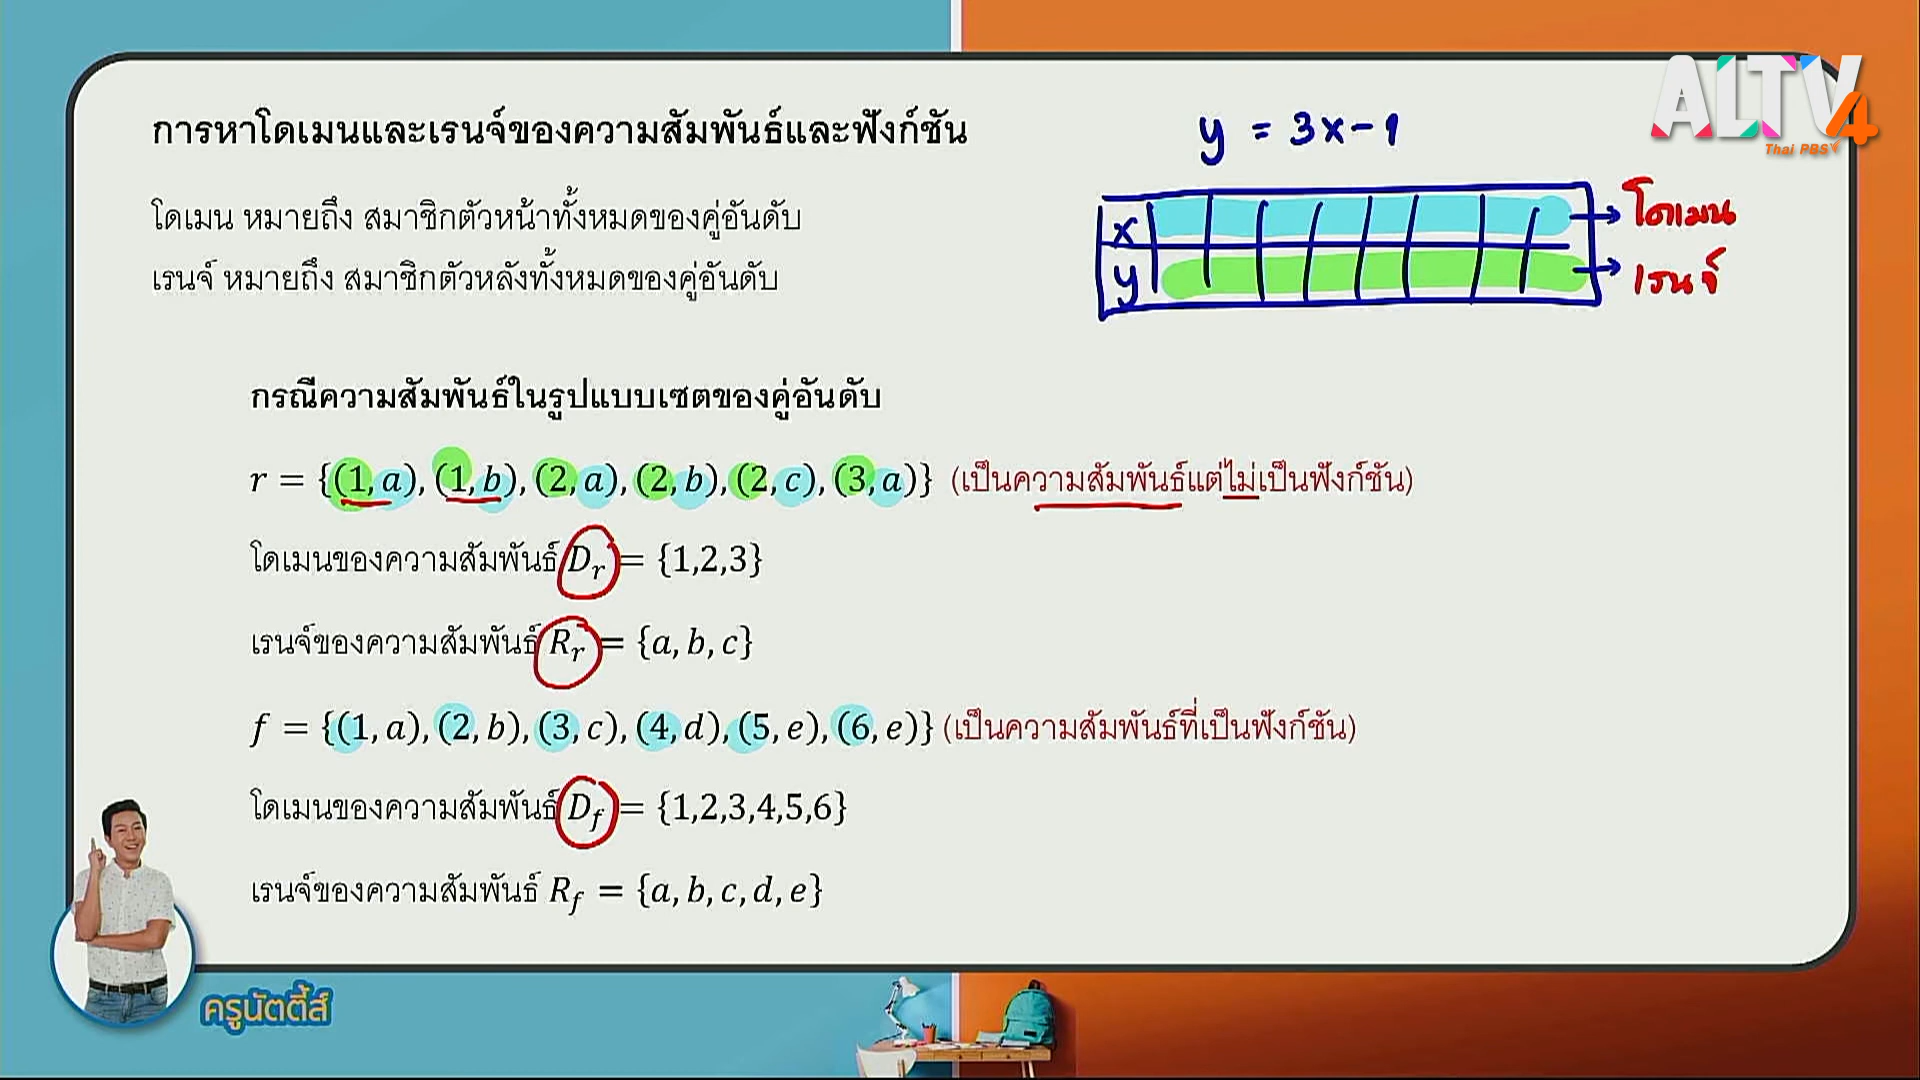 ALTV4
Thai PBS
การหาโดเมนและเรนจ์ของความสัมพันธ์และฟังก์ชัน
y = 3x-1
โดเมน หมายถึง สมาชิกตัวหน้าทั้งหมดของคู่อันดับ
x → โดเมน
เรนจ์ หมายถึง สมาชิกตัวหลังทั้งหมดของคู่อันดับ
y → เรนจ์
กรณีความสัมพันธ์ในรูปแบบเซตของคู่อันดับ
r = {(1, a), (1, b), (2, a), (2, b), (2, c), (3, a)} (เป็นความสัมพันธ์แต่ไม่เป็นฟังก์ชัน)
โดเมนของความสัมพันธ์ Dᵣ = {1,2,3}
เรนจ์ของความสัมพันธ์ Rᵣ = {a, b, c}
f = {(1, a), (2, b), (3, c), (4, d), (5, e), (6, e)} (เป็นความสัมพันธ์ที่เป็นฟังก์ชัน)
โดเมนของความสัมพันธ์ D_f = {1,2,3,4,5,6}
เรนจ์ของความสัมพันธ์ R_f = {a, b, c, d, e}
ครูนัตตี้ส์